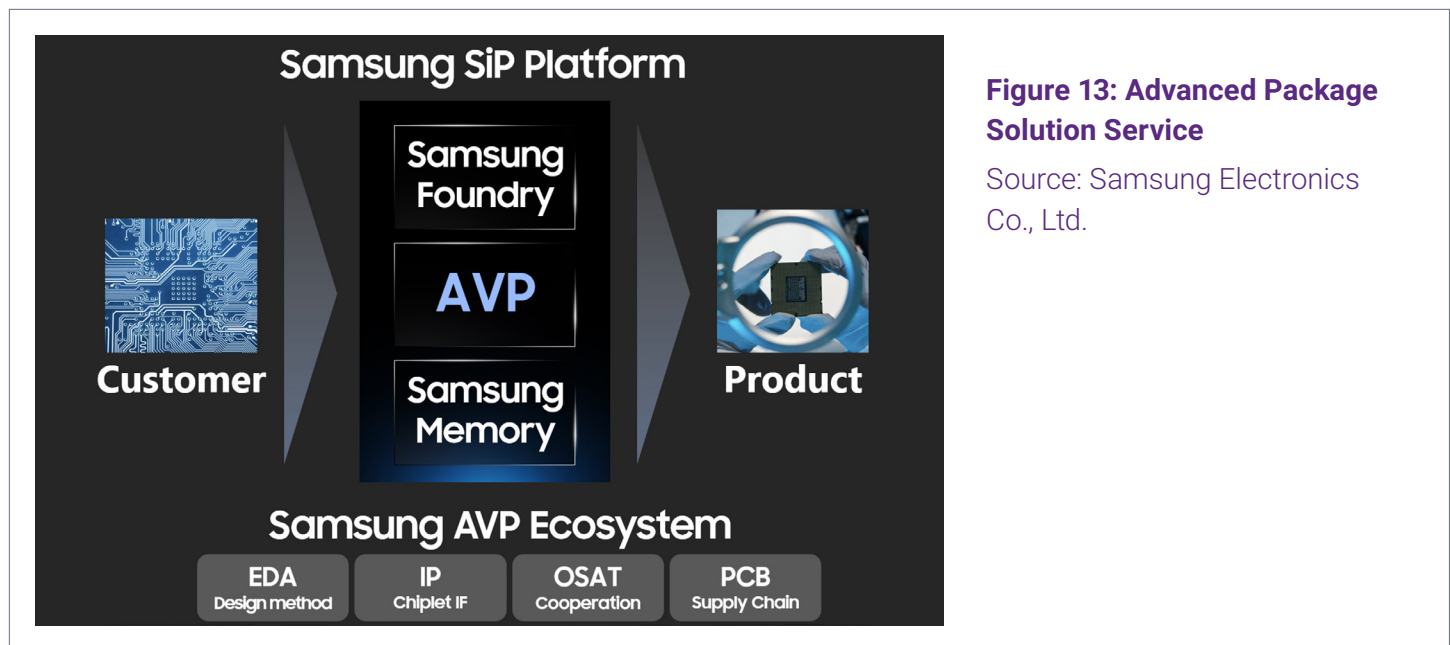 Samsung SiP Platform
Samsung
Foundry
AVP
Samsung
Memory
Customer
Product
Samsung AVP Ecosystem
EDA
Design method
IP
Chiplet IF
OSAT
Cooperation
PCB
Supply Chain
Figure 13: Advanced Package
Solution Service
Source: Samsung Electronics
Co., Ltd.